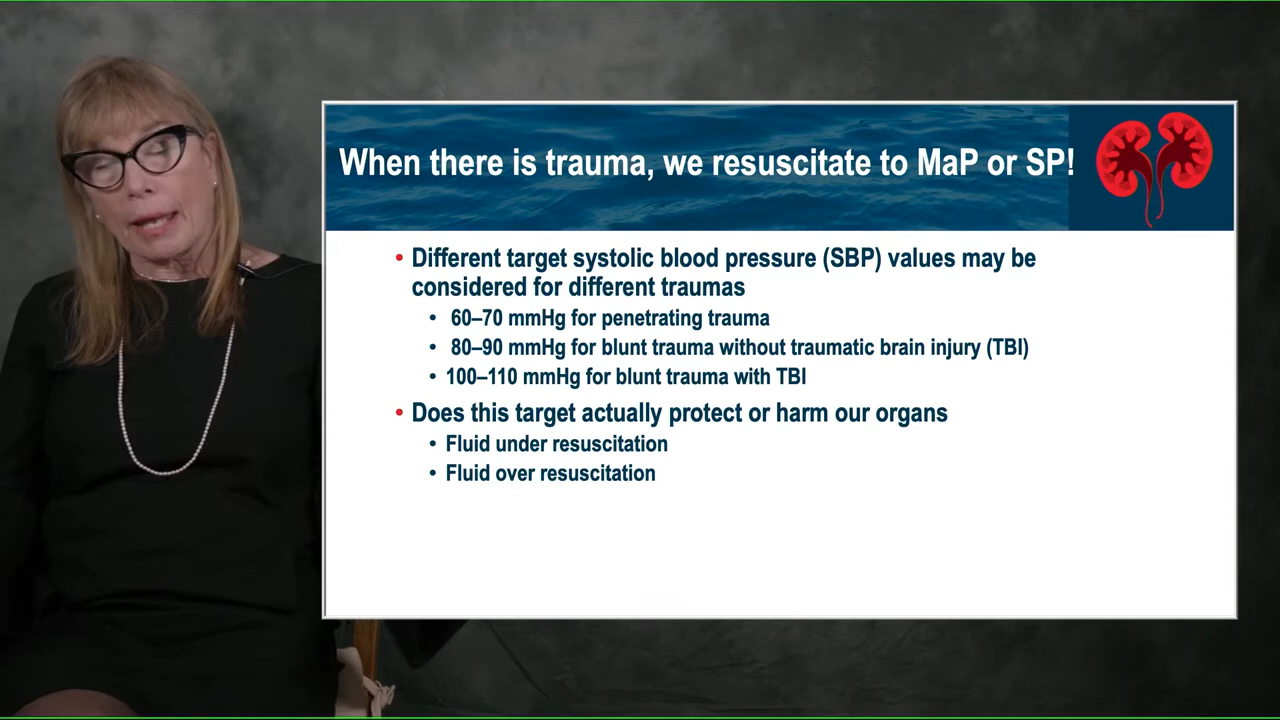 When there is trauma, we resuscitate to MaP or SP!
• Different target systolic blood pressure (SBP) values may be
considered for different traumas
• 60–70 mmHg for penetrating trauma
• 80–90 mmHg for blunt trauma without traumatic brain injury (TBI)
• 100–110 mmHg for blunt trauma with TBI
• Does this target actually protect or harm our organs
• Fluid under resuscitation
• Fluid over resuscitation